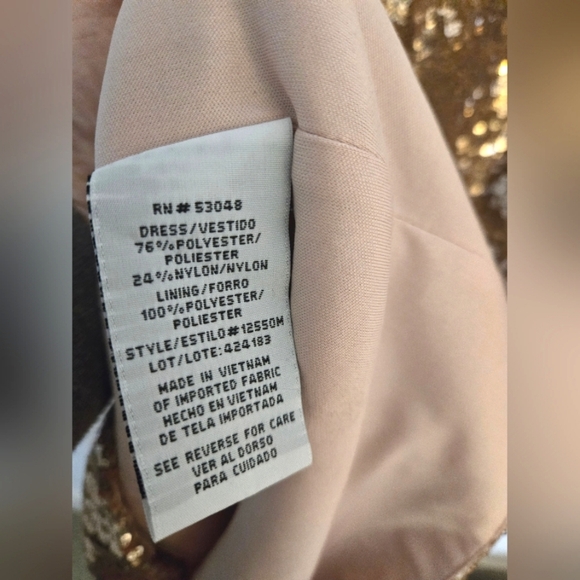 RN# 53048
DRESS/VESTIDO
76%POLYESTER/
POLIESTER
24%NYLON/NYLON
LINING/FORRO
100%POLYESTER/
POLIESTER
STYLE/ESTILO#12550M
LOT/LOTE:424183
MADE IN VIETNAM
OF IMPORTED FABRIC
HECHO EN VIETNAM
DE TELA IMPORTADA
SEE REVERSE FOR CARE
VER AL DORSO
PARA CUIDADO